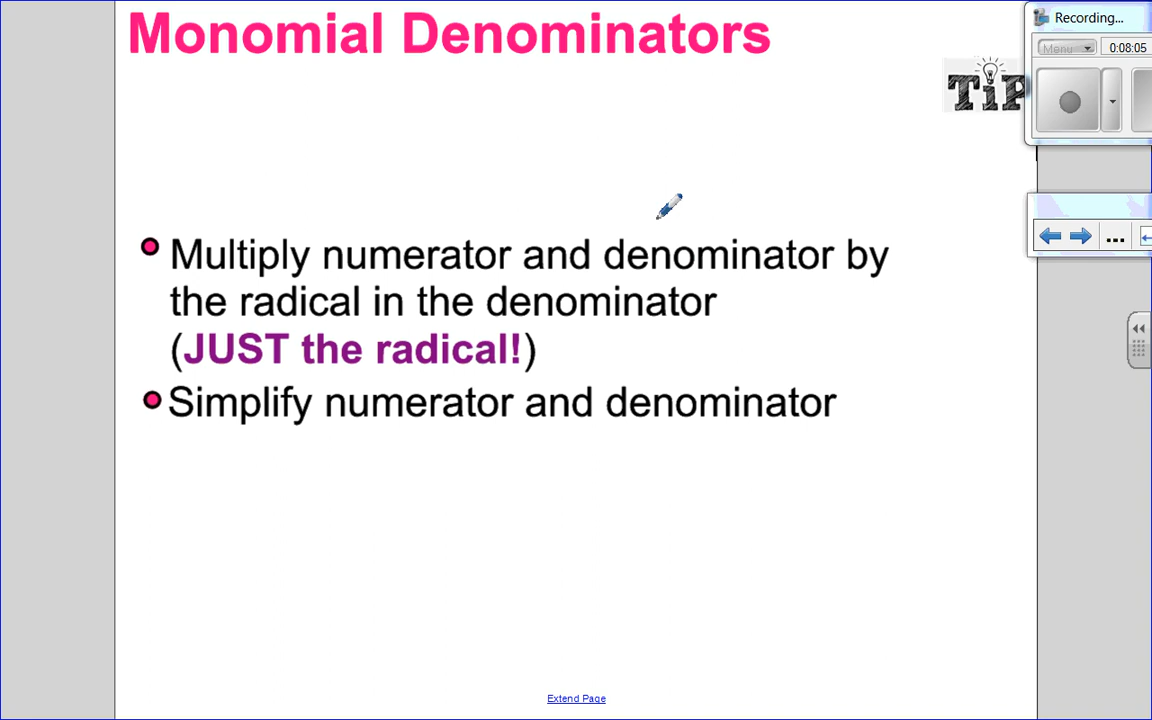 Monomial Denominators
Recording...
Menu
0:08:05
TiP
Multiply numerator and denominator by
the radical in the denominator
(JUST the radical!)
Simplify numerator and denominator
Extend Page